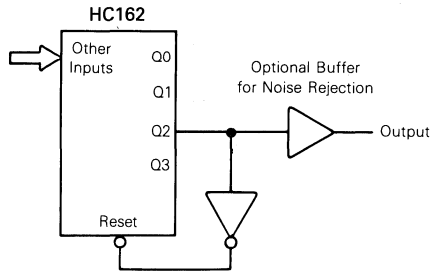 HC162
Other
Inputs
Q0
Q1
Q2
Q3
Reset
Optional Buffer
for Noise Rejection
Output